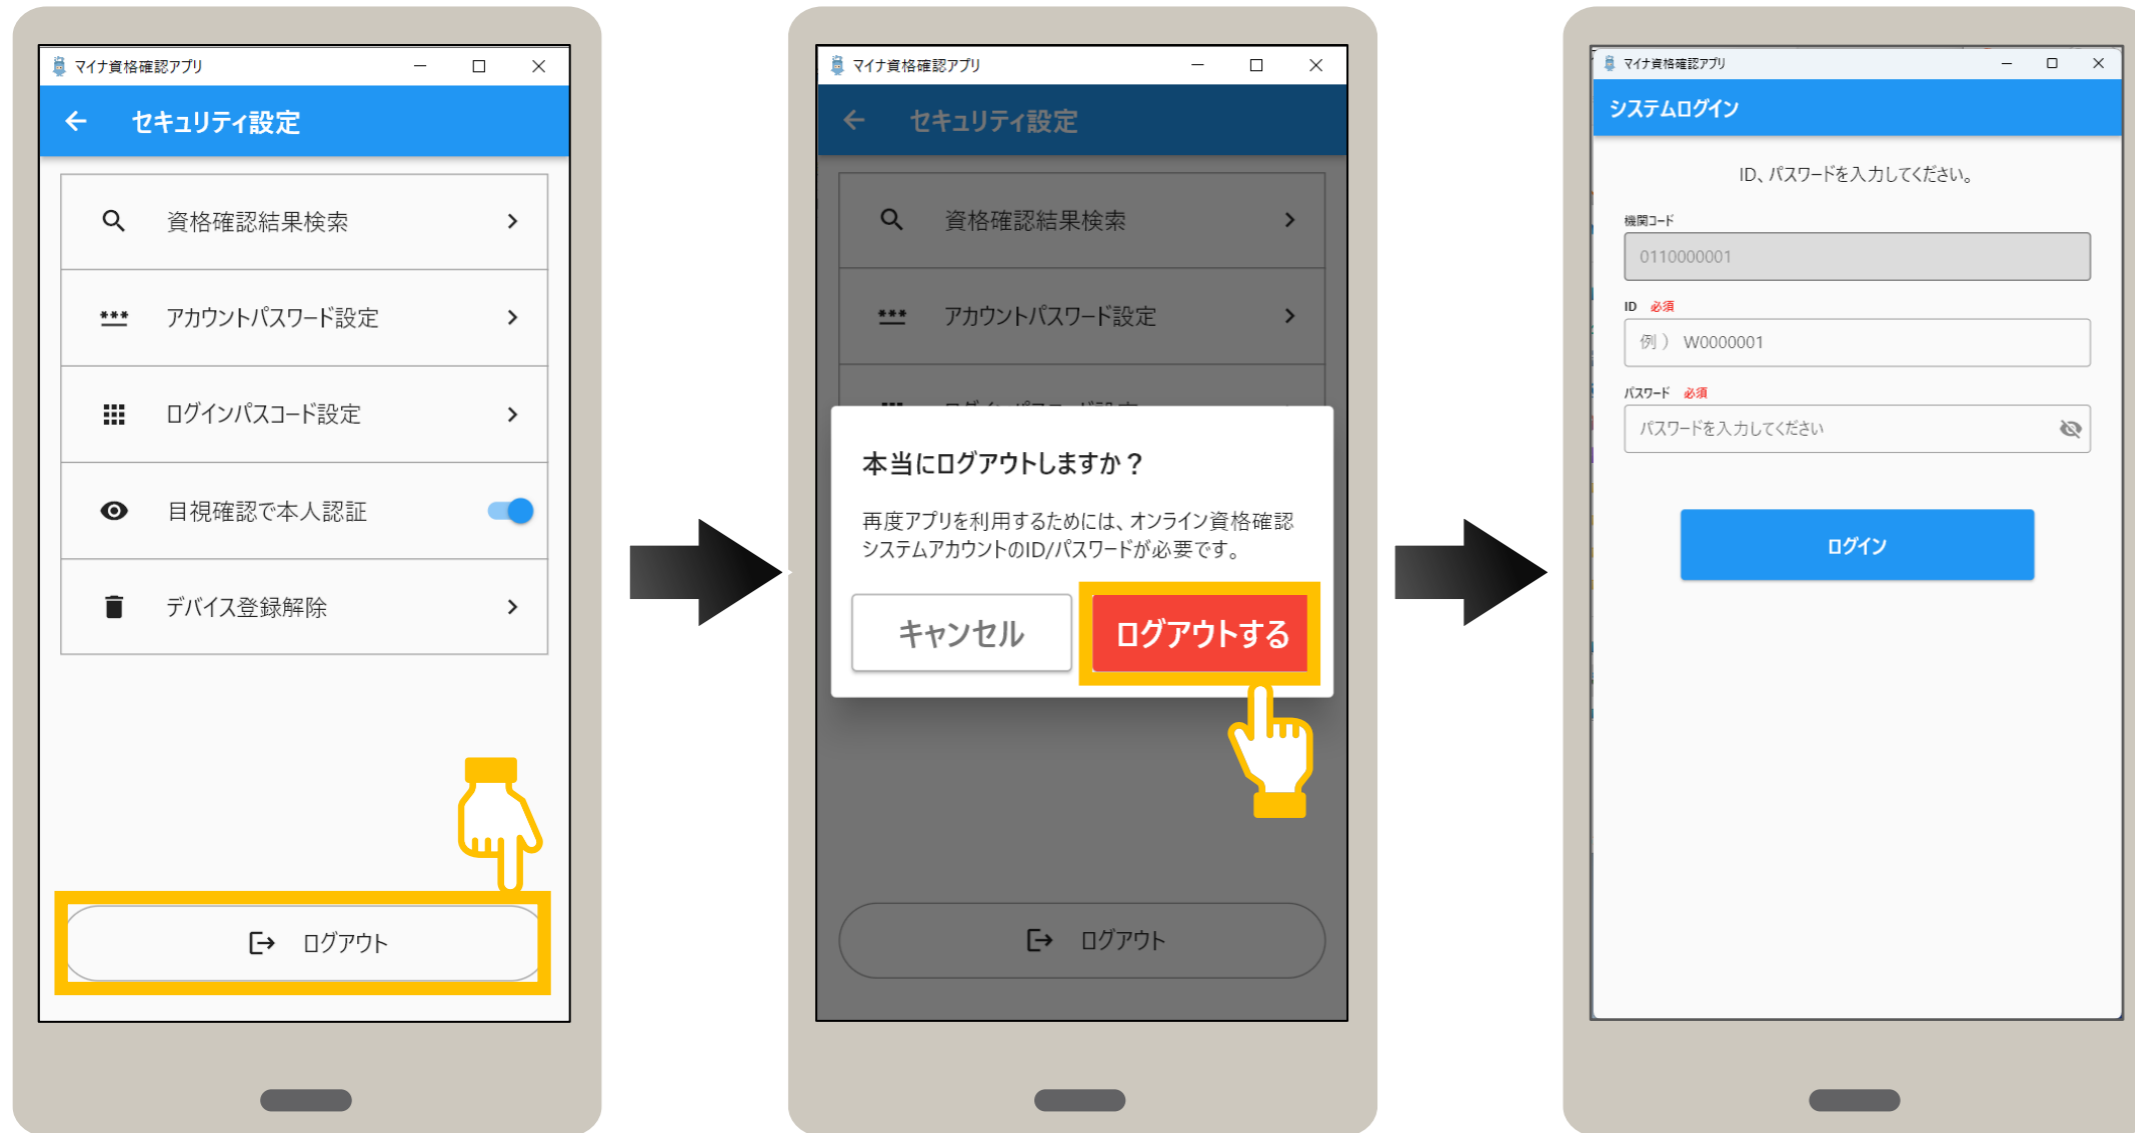 マイナ資格確認アプリ
セキュリティ設定
資格確認結果検索
アカウントパスワード設定
ログインパスコード設定
目視確認で本人認証
デバイス登録解除
ログアウト
マイナ資格確認アプリ
セキュリティ設定
資格確認結果検索
アカウントパスワード設定
本当にログアウトしますか？
再度アプリを利用するためには、オンライン資格確認
システムアカウントのID/パスワードが必要です。
キャンセル ログアウトする
ログアウト
マイナ資格確認アプリ
システムログイン
ID、パスワードを入力してください。
機関コード
0110000001
ID 必須
例） W0000001
パスワード 必須
パスワードを入力してください
ログイン